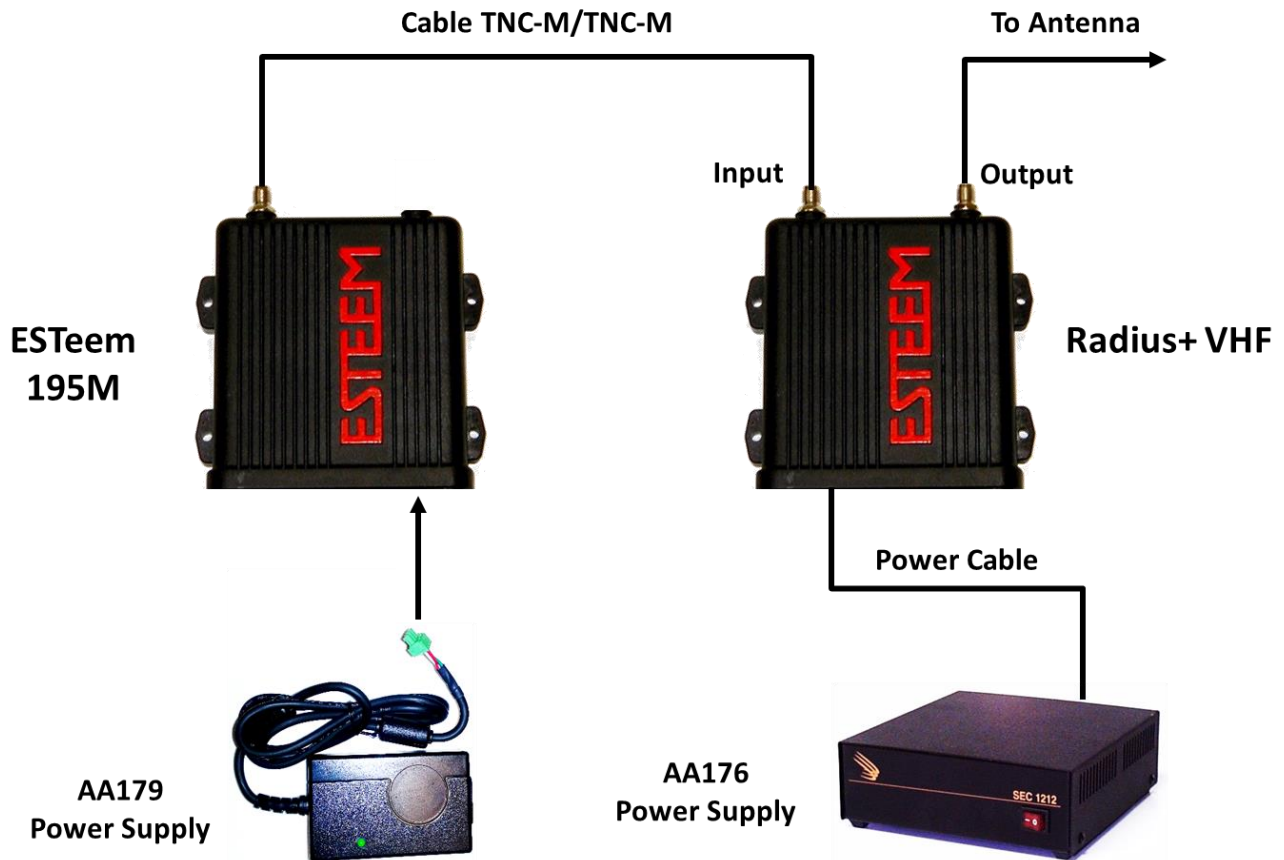 Cable TNC-M/TNC-M
To Antenna
Input
Output
ESTEEM
ESTEEM
ESTeem
195M
Radius+ VHF
Power Cable
AA179
Power Supply
AA176
Power Supply
SEC 1212